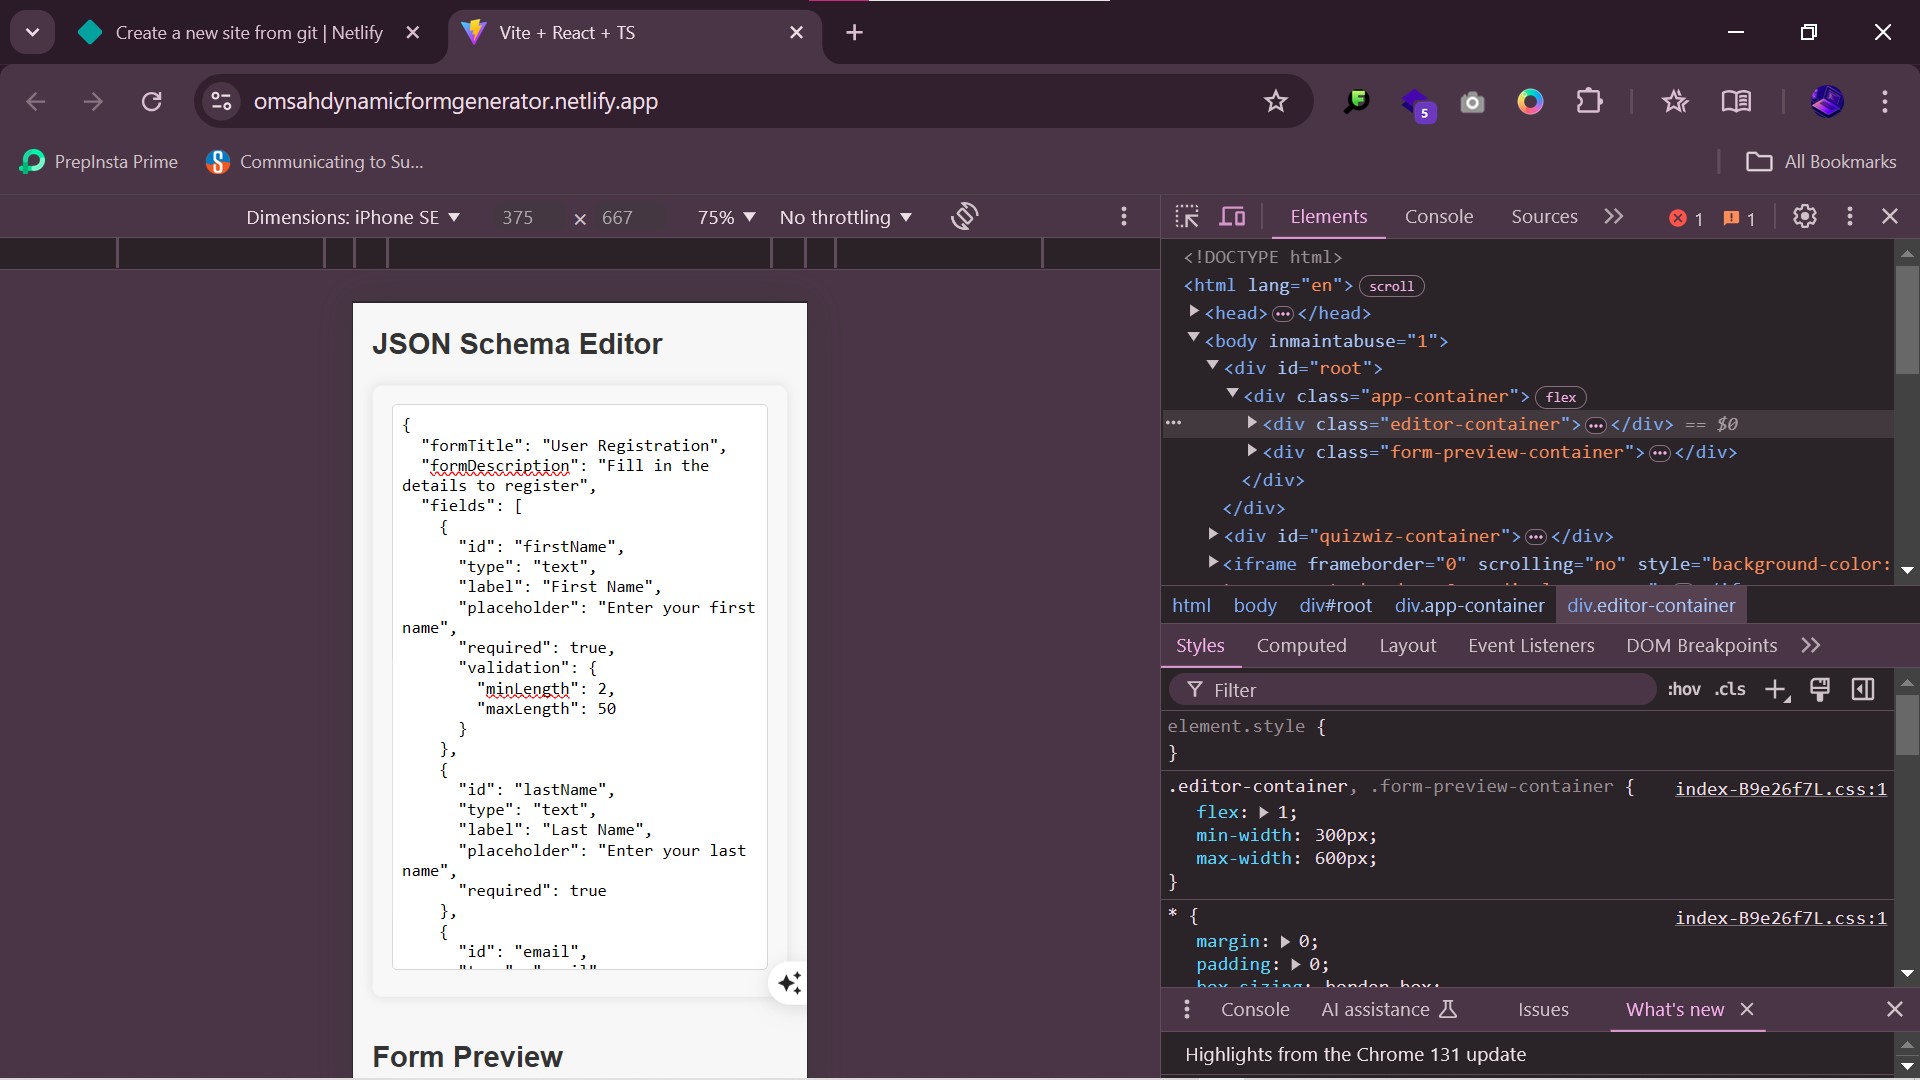 Create a new site from git | Netlify
Vite + React + TS
omsahdynamicformgenerator.netlify.app
5
PrepInsta Prime
Communicating to Su...
All Bookmarks
Dimensions: iPhone SE
375 × 667
75%
No throttling
JSON Schema Editor
{
"formTitle": "User Registration",
"formDescription": "Fill in the
details to register",
"fields": [
{
"id": "firstName",
"type": "text",
"label": "First Name",
"placeholder": "Enter your first
name",
"required": true,
"validation": {
"minLength": 2,
"maxLength": 50
}
},
{
"id": "lastName",
"type": "text",
"label": "Last Name",
"placeholder": "Enter your last
name",
"required": true
},
{
"id": "email",
Form Preview
Elements
Console
Sources
1
1
<!DOCTYPE html>
<html lang="en"> scroll
<head> ... </head>
<body inmaintabuse="1">
<div id="root">
<div class="app-container"> flex
<div class="editor-container"> ... </div> == $0
<div class="form-preview-container"> ... </div>
</div>
</div>
<div id="quizwiz-container"> ... </div>
<iframe frameborder="0" scrolling="no" style="background-color:
html body div#root div.app-container div.editor-container
Styles Computed Layout Event Listeners DOM Breakpoints
Filter
:hov .cls
element.style {
}
.editor-container, .form-preview-container {
index-B9e26f7L.css:1
flex: 1;
min-width: 300px;
max-width: 600px;
}
* {
index-B9e26f7L.css:1
margin: 0;
padding: 0;
box-sizing: border-box;
Console AI assistance Issues What's new
Highlights from the Chrome 131 update